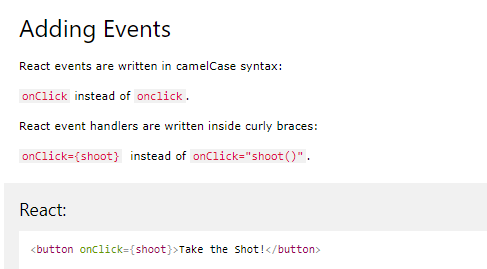 Adding Events
React events are written in camelCase syntax:
onClick instead of onclick.
React event handlers are written inside curly braces:
onClick={shoot} instead of onClick="shoot()".
React:
<button onClick={shoot}>Take the Shot!</button>